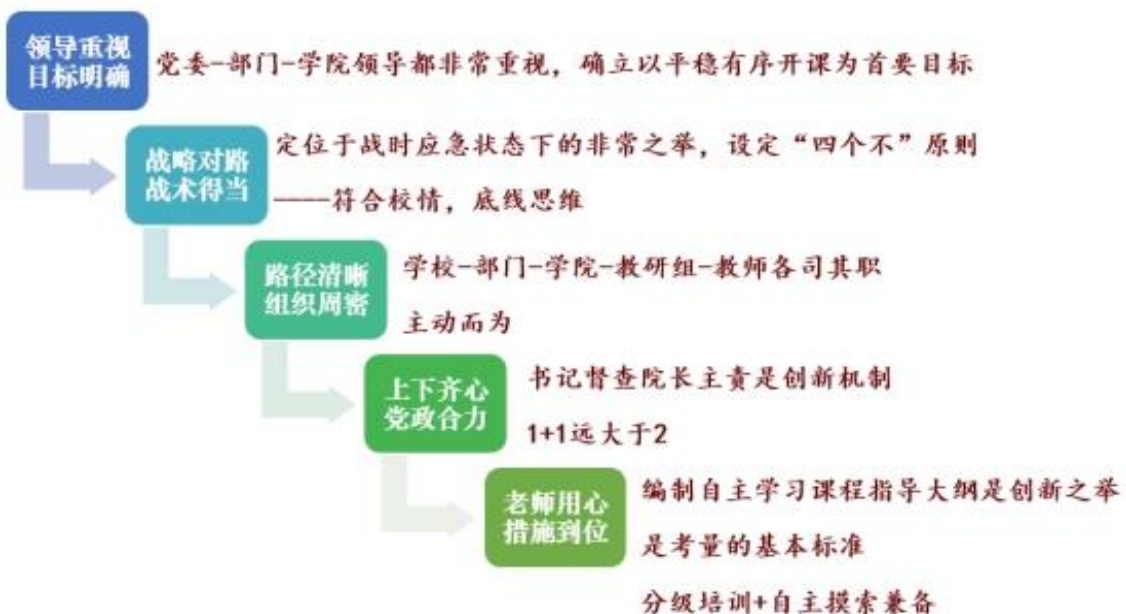 领导重视
目标明确
党委-部门-学院领导都非常重视，确立以平稳有序开课为首要目标
战略对路
战术得当
定位于战时应急状态下的非常之举，设定“四个不”原则
——符合校情，底线思维
路径清晰
组织周密
学校-部门-学院-教研组-教师各司其职
主动而为
上下齐心
党政合力
书记督查院长主责是创新机制
1+1远大于2
老师用心
措施到位
编制自主学习课程指导大纲是创新之举
是考量的基本标准
分级培训+自主摸索兼备